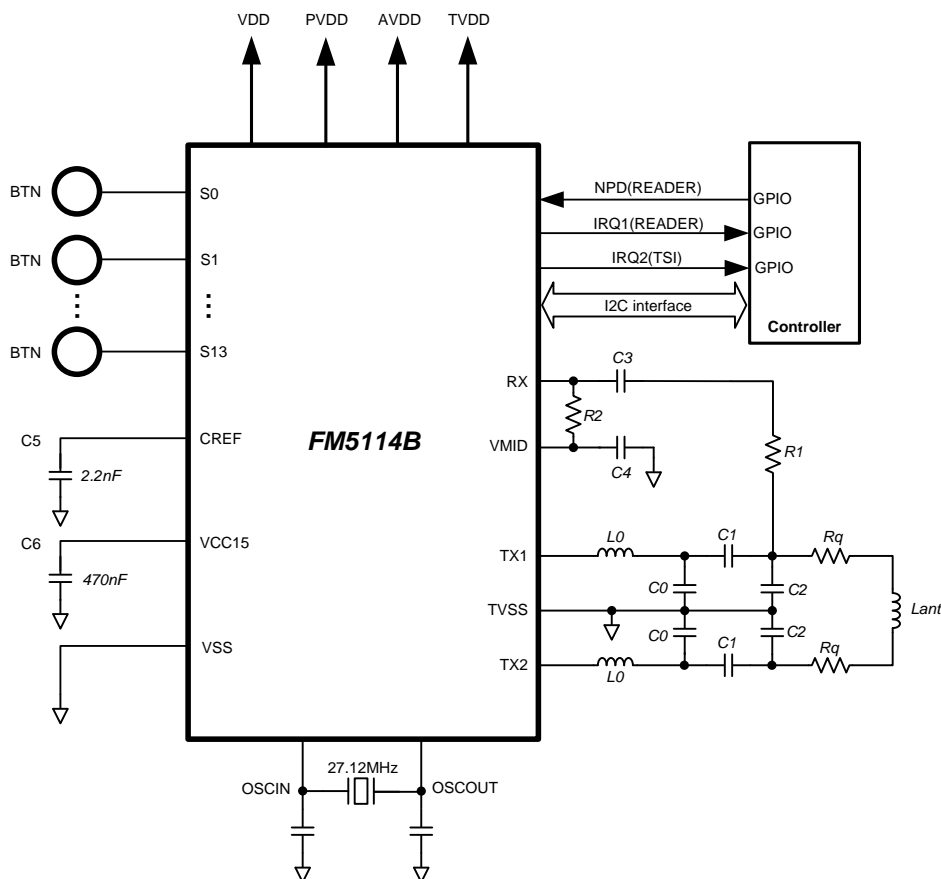 VDD PVDD AVDD TVDD
BTN S0 NPD(READER) GPIO
IRQ1(READER) GPIO
BTN S1 IRQ2(TSI) GPIO
I2C interface
Controller
BTN S13
RX C3
R2
C5 CREF FM5114B VMID C4 R1
2.2nF
C6 VCC15 TX1 L0 C1 Rq
470nF C0 C2
TVSS Lant
C0 C2
VSS TX2 L0 C1 Rq
27.12MHz
OSCIN OSCOUT